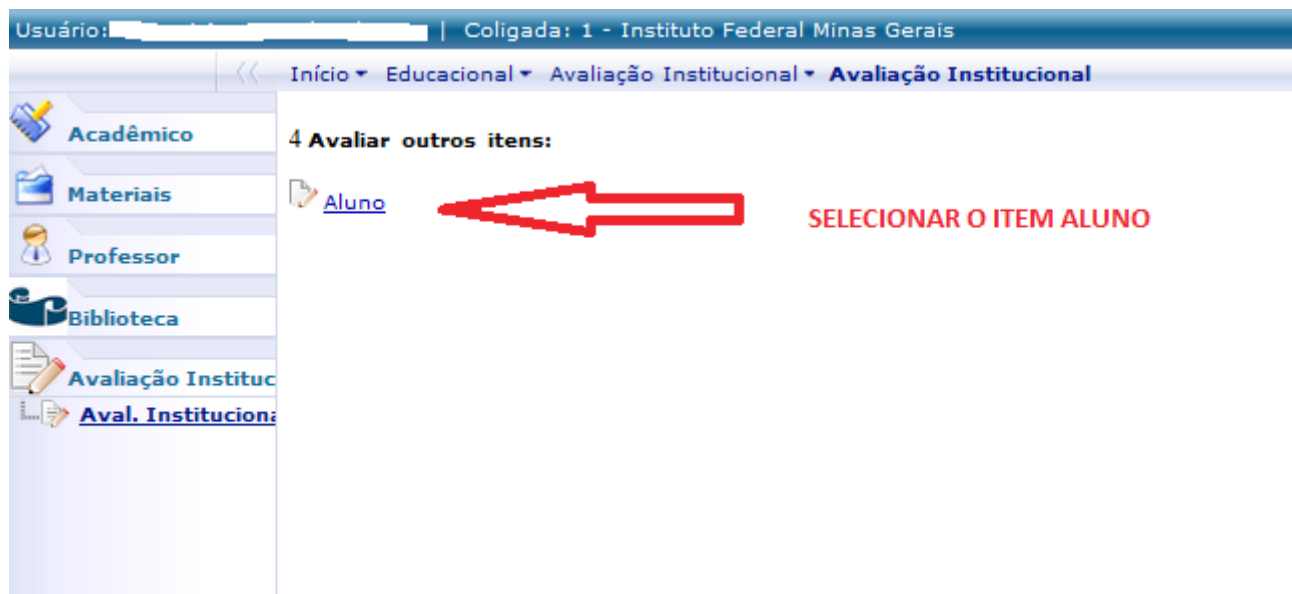 Usuário: | Coligada: 1 - Instituto Federal Minas Gerais
Início Educacional Avaliação Institucional Avaliação Institucional
Acadêmico
Materiais
Professor
Biblioteca
Avaliação Instituc
Aval. Instituciona
4 Avaliar outros itens:
Aluno
SELECIONAR O ITEM ALUNO